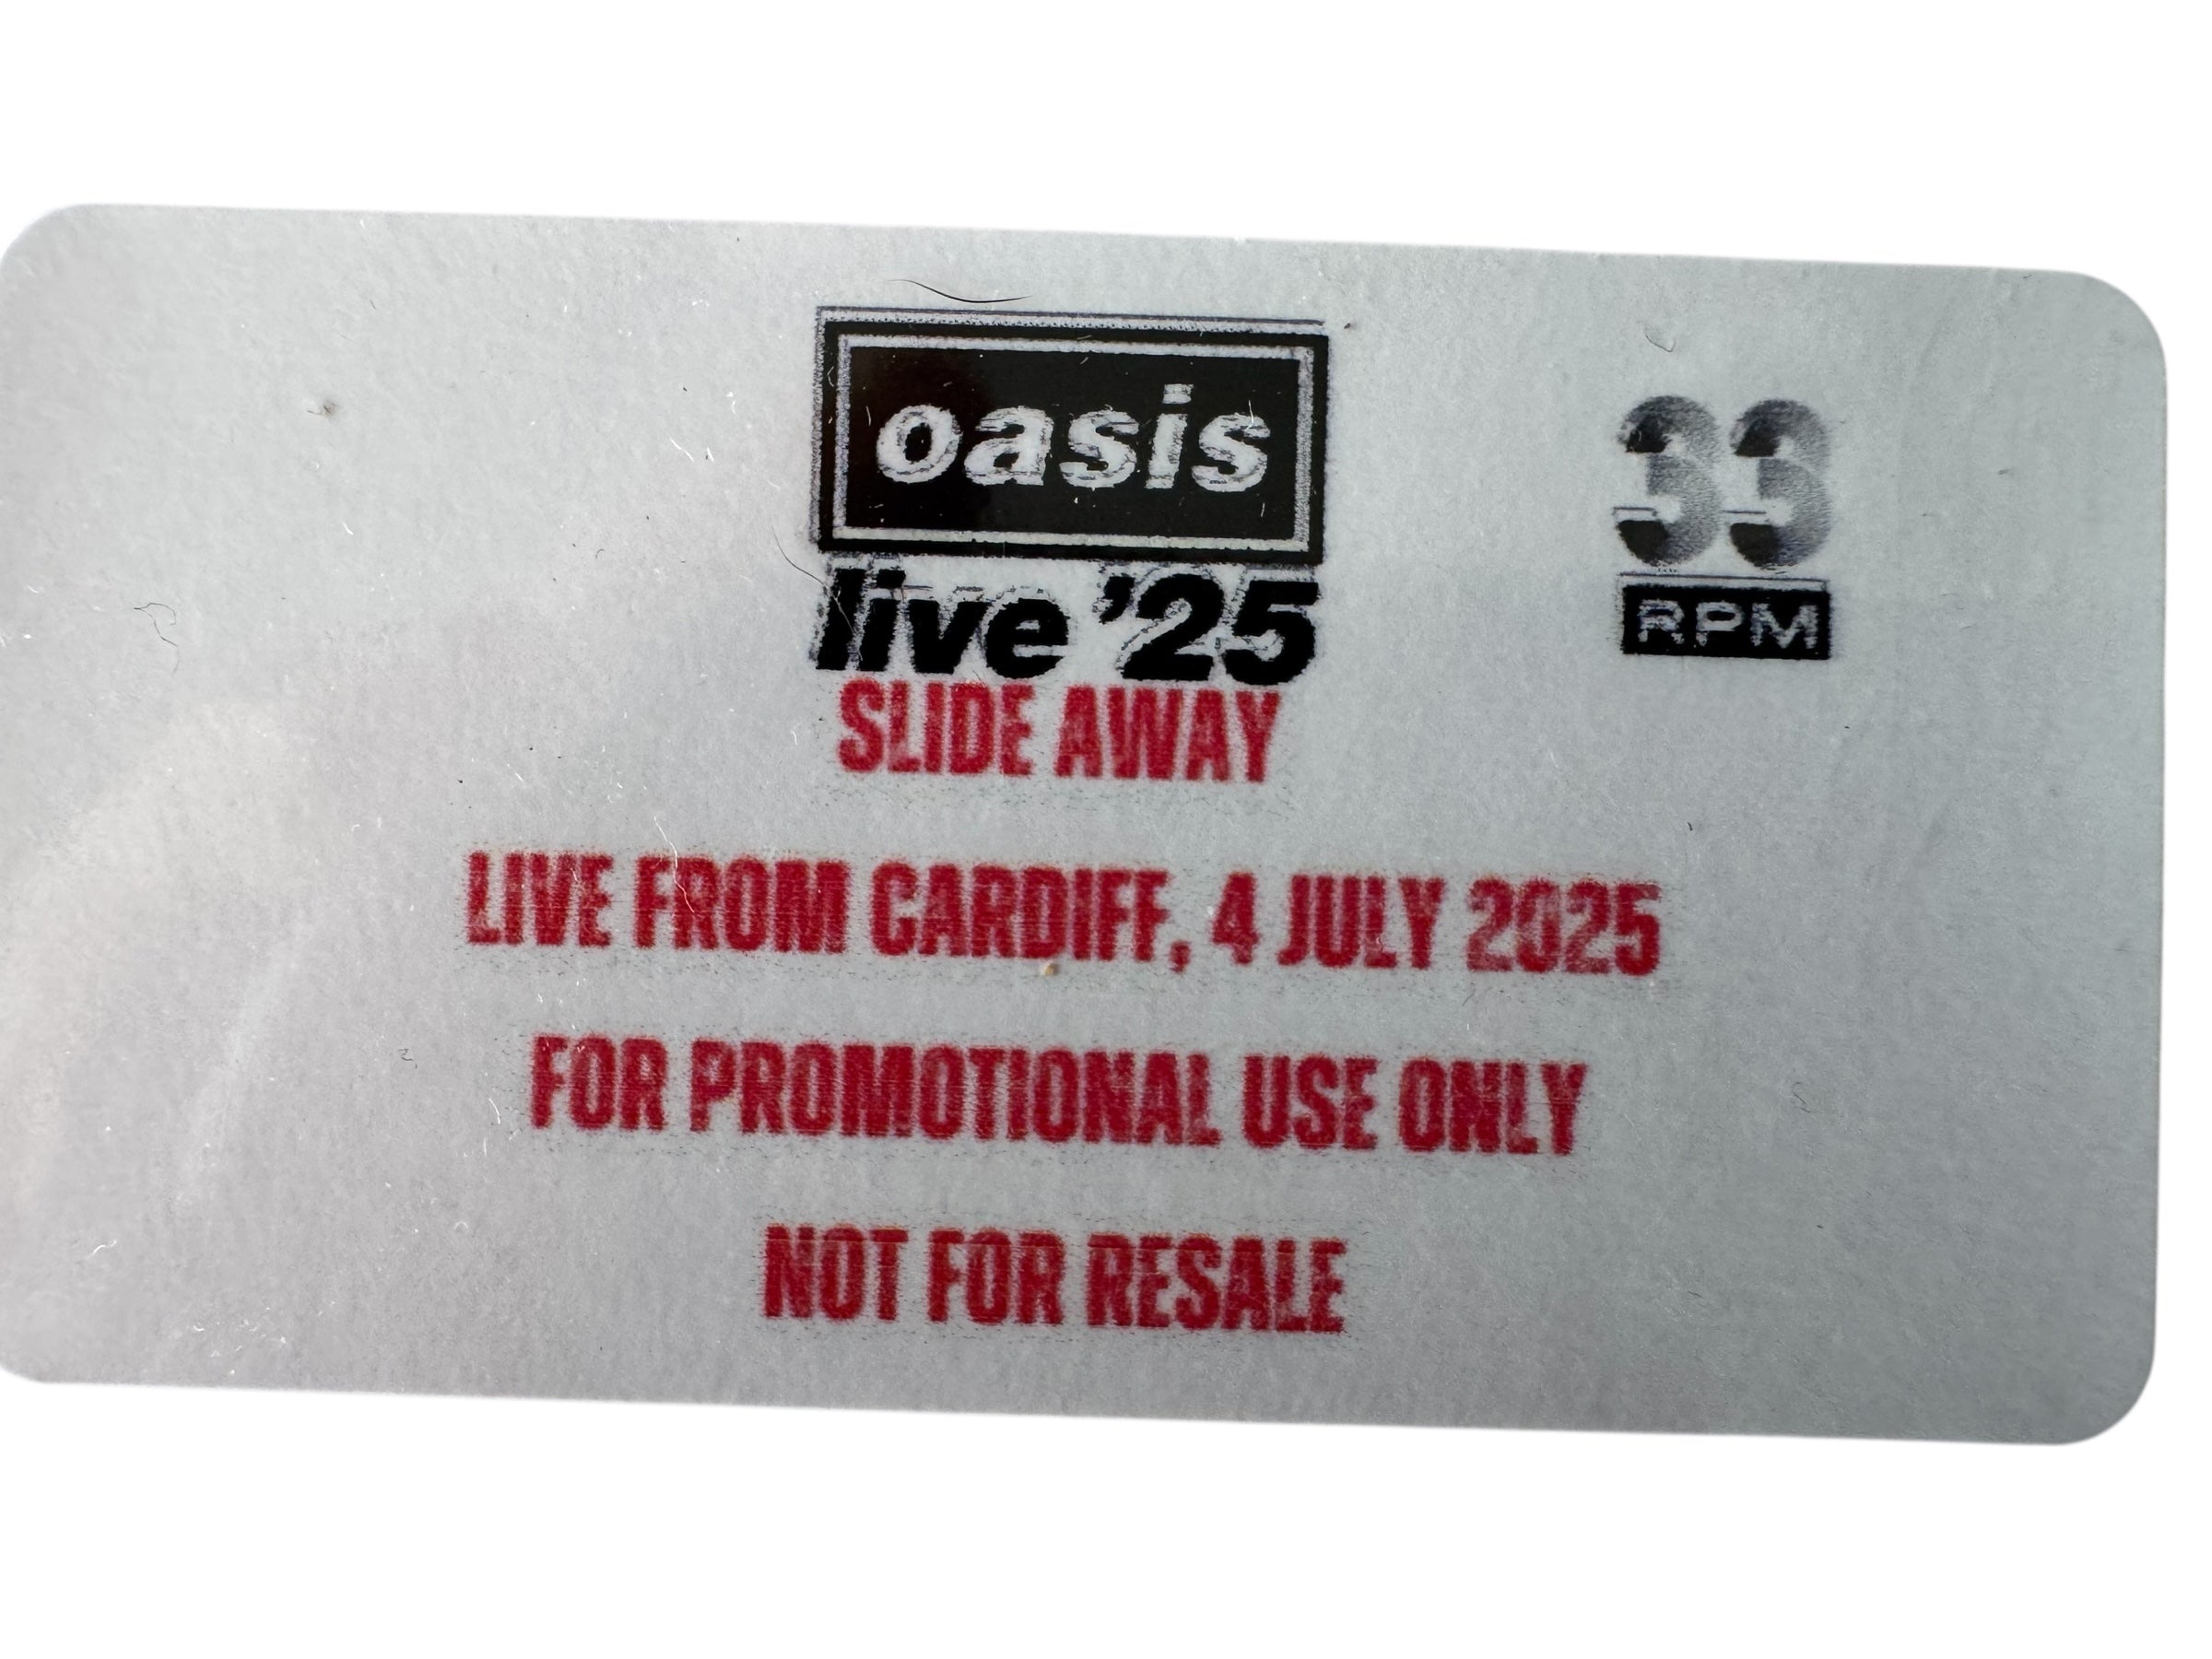 oasis
live '25
33
RPM
SLIDE AWAY
LIVE FROM CARDIFF, 4 JULY 2025
FOR PROMOTIONAL USE ONLY
NOT FOR RESALE